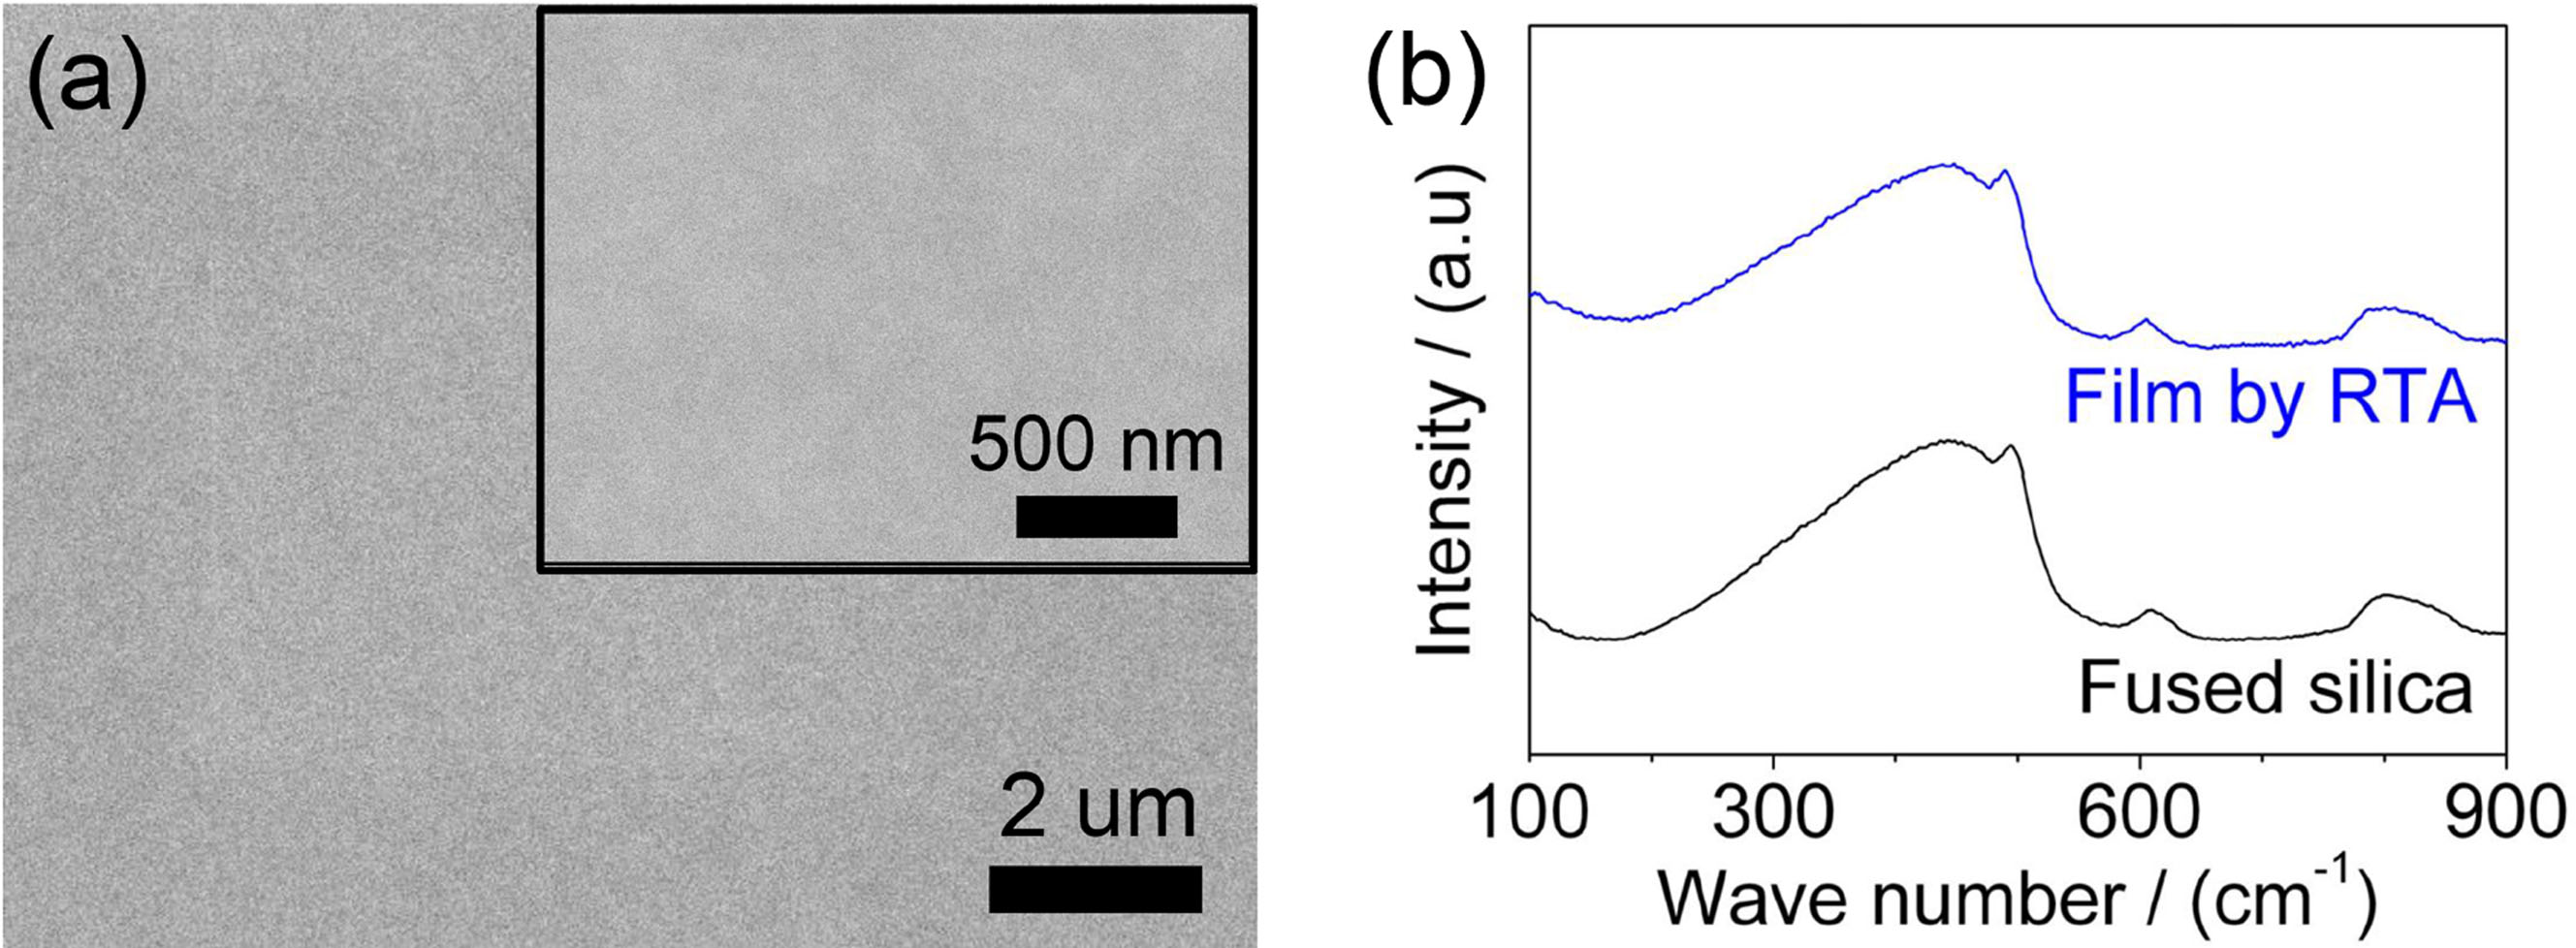 (a)
500 nm
2 um
(b)
Intensity / (a.u)
Film by RTA
Fused silica
100 300 600 900
Wave number / (cm⁻¹)